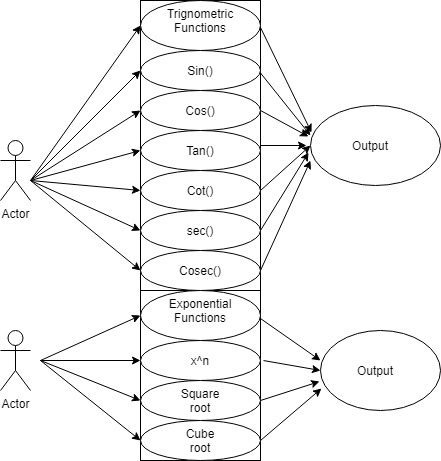 Trignometric
Functions
Sin()
Cos()
Tan()
Cot()
sec()
Cosec()
Actor
Output
Exponential
Functions
x^n
Square
root
Cube
root
Actor
Output